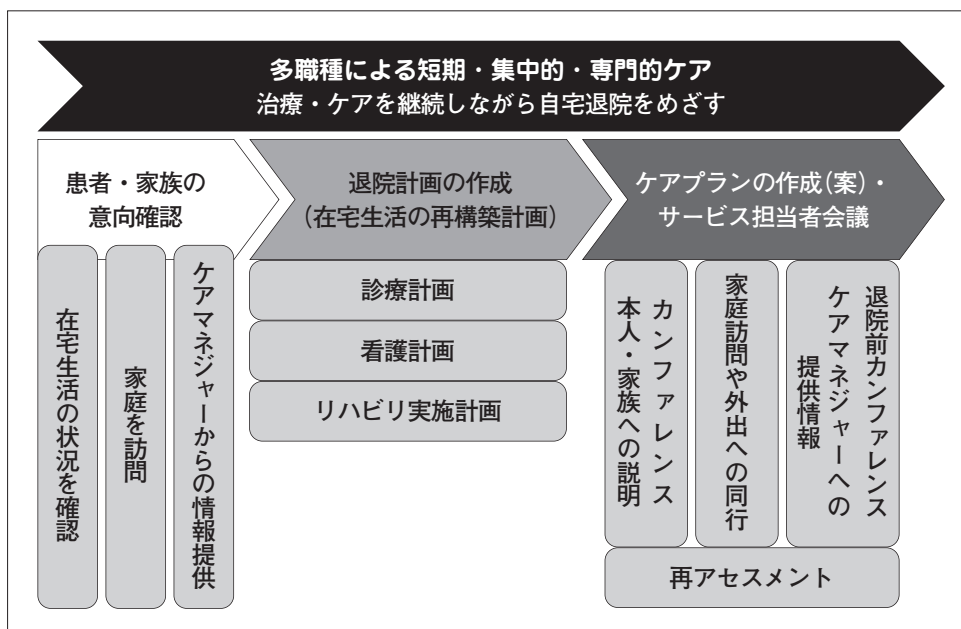 多職種による短期・集中的・専門的ケア
治療・ケアを継続しながら自宅退院をめざす
患者・家族の
意向確認
在宅生活の状況を確認
家庭を訪問
ケアマネジャーからの情報提供
退院計画の作成
(在宅生活の再構築計画)
診療計画
看護計画
リハビリ実施計画
ケアプランの作成(案)・
サービス担当者会議
カンファレンス
本人・家族への説明
家庭訪問や外出への同行
退院前カンファレンス
ケアマネジャーへの
提供情報
再アセスメント